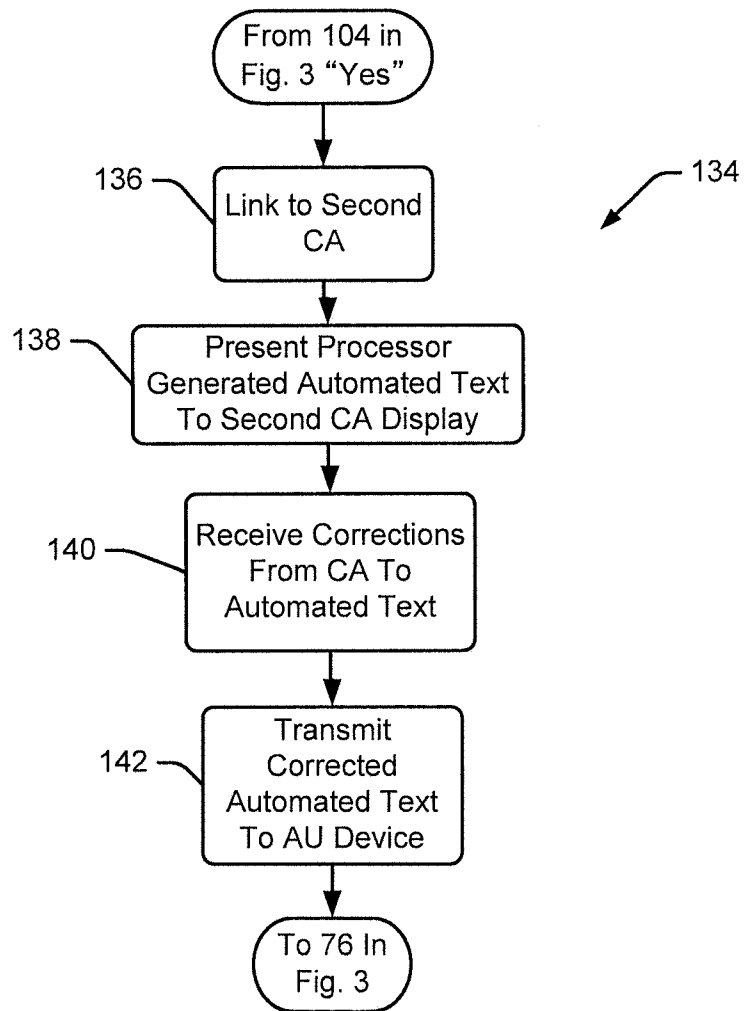 From 104 in
Fig. 3 “Yes”
134
136
Link to Second
CA
138
Present Processor
Generated Automated Text
To Second CA Display
140
Receive Corrections
From CA To
Automated Text
142
Transmit
Corrected
Automated Text
To AU Device
To 76 In
Fig. 3